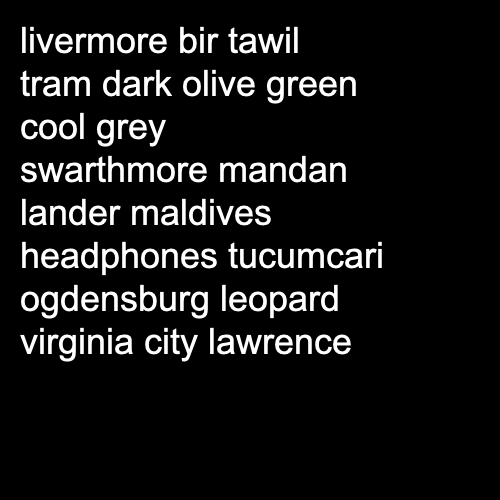 livermore bir tawil
tram dark olive green
cool grey
swarthmore mandan
lander maldives
headphones tucumcari
ogdensburg leopard
virginia city lawrence